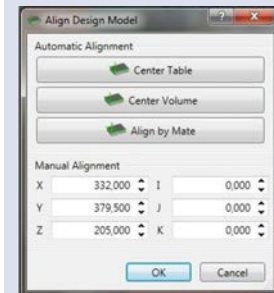 Align Design Model
Automatic Alignment
Center Table
Center Volume
Align by Mate
Manual Alignment
X 332,000 I 0,000
Y 379,500 J 0,000
Z 205,000 K 0,000
OK Cancel